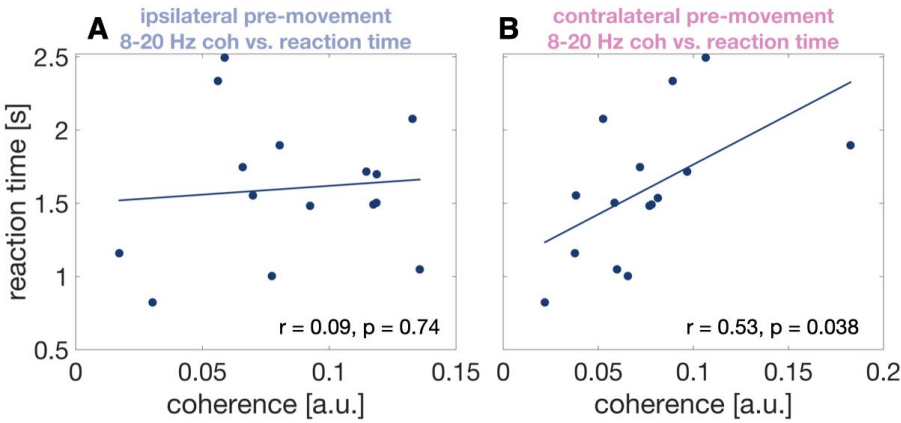 A
ipsilateral pre-movement
8-20 Hz coh vs. reaction time
reaction time [s]
2.5
2
1.5
1
0.5
r = 0.09, p = 0.74
0
0.05
0.1
0.15
coherence [a.u.]
B
contralateral pre-movement
8-20 Hz coh vs. reaction time
r = 0.53, p = 0.038
0
0.05
0.1
0.15
0.2
coherence [a.u.]